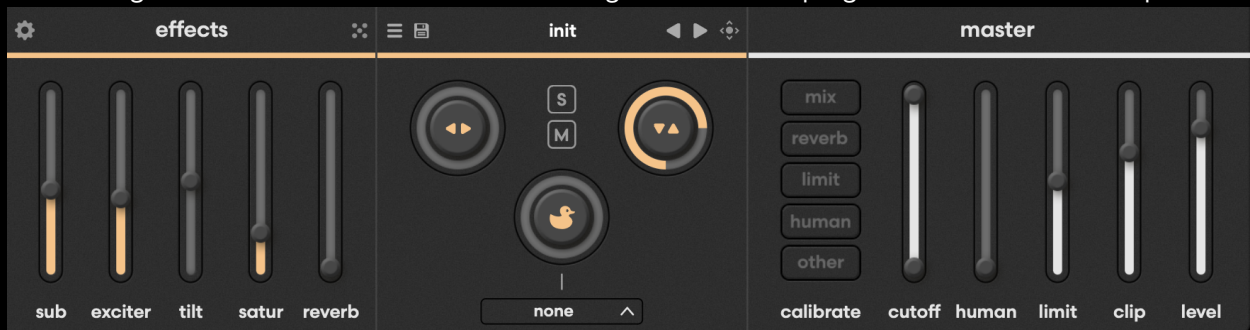 effects
init
master
S
M
mix
reverb
limit
human
other
sub exciter tilt satur reverb
none
calibrate cutoff human limit clip level